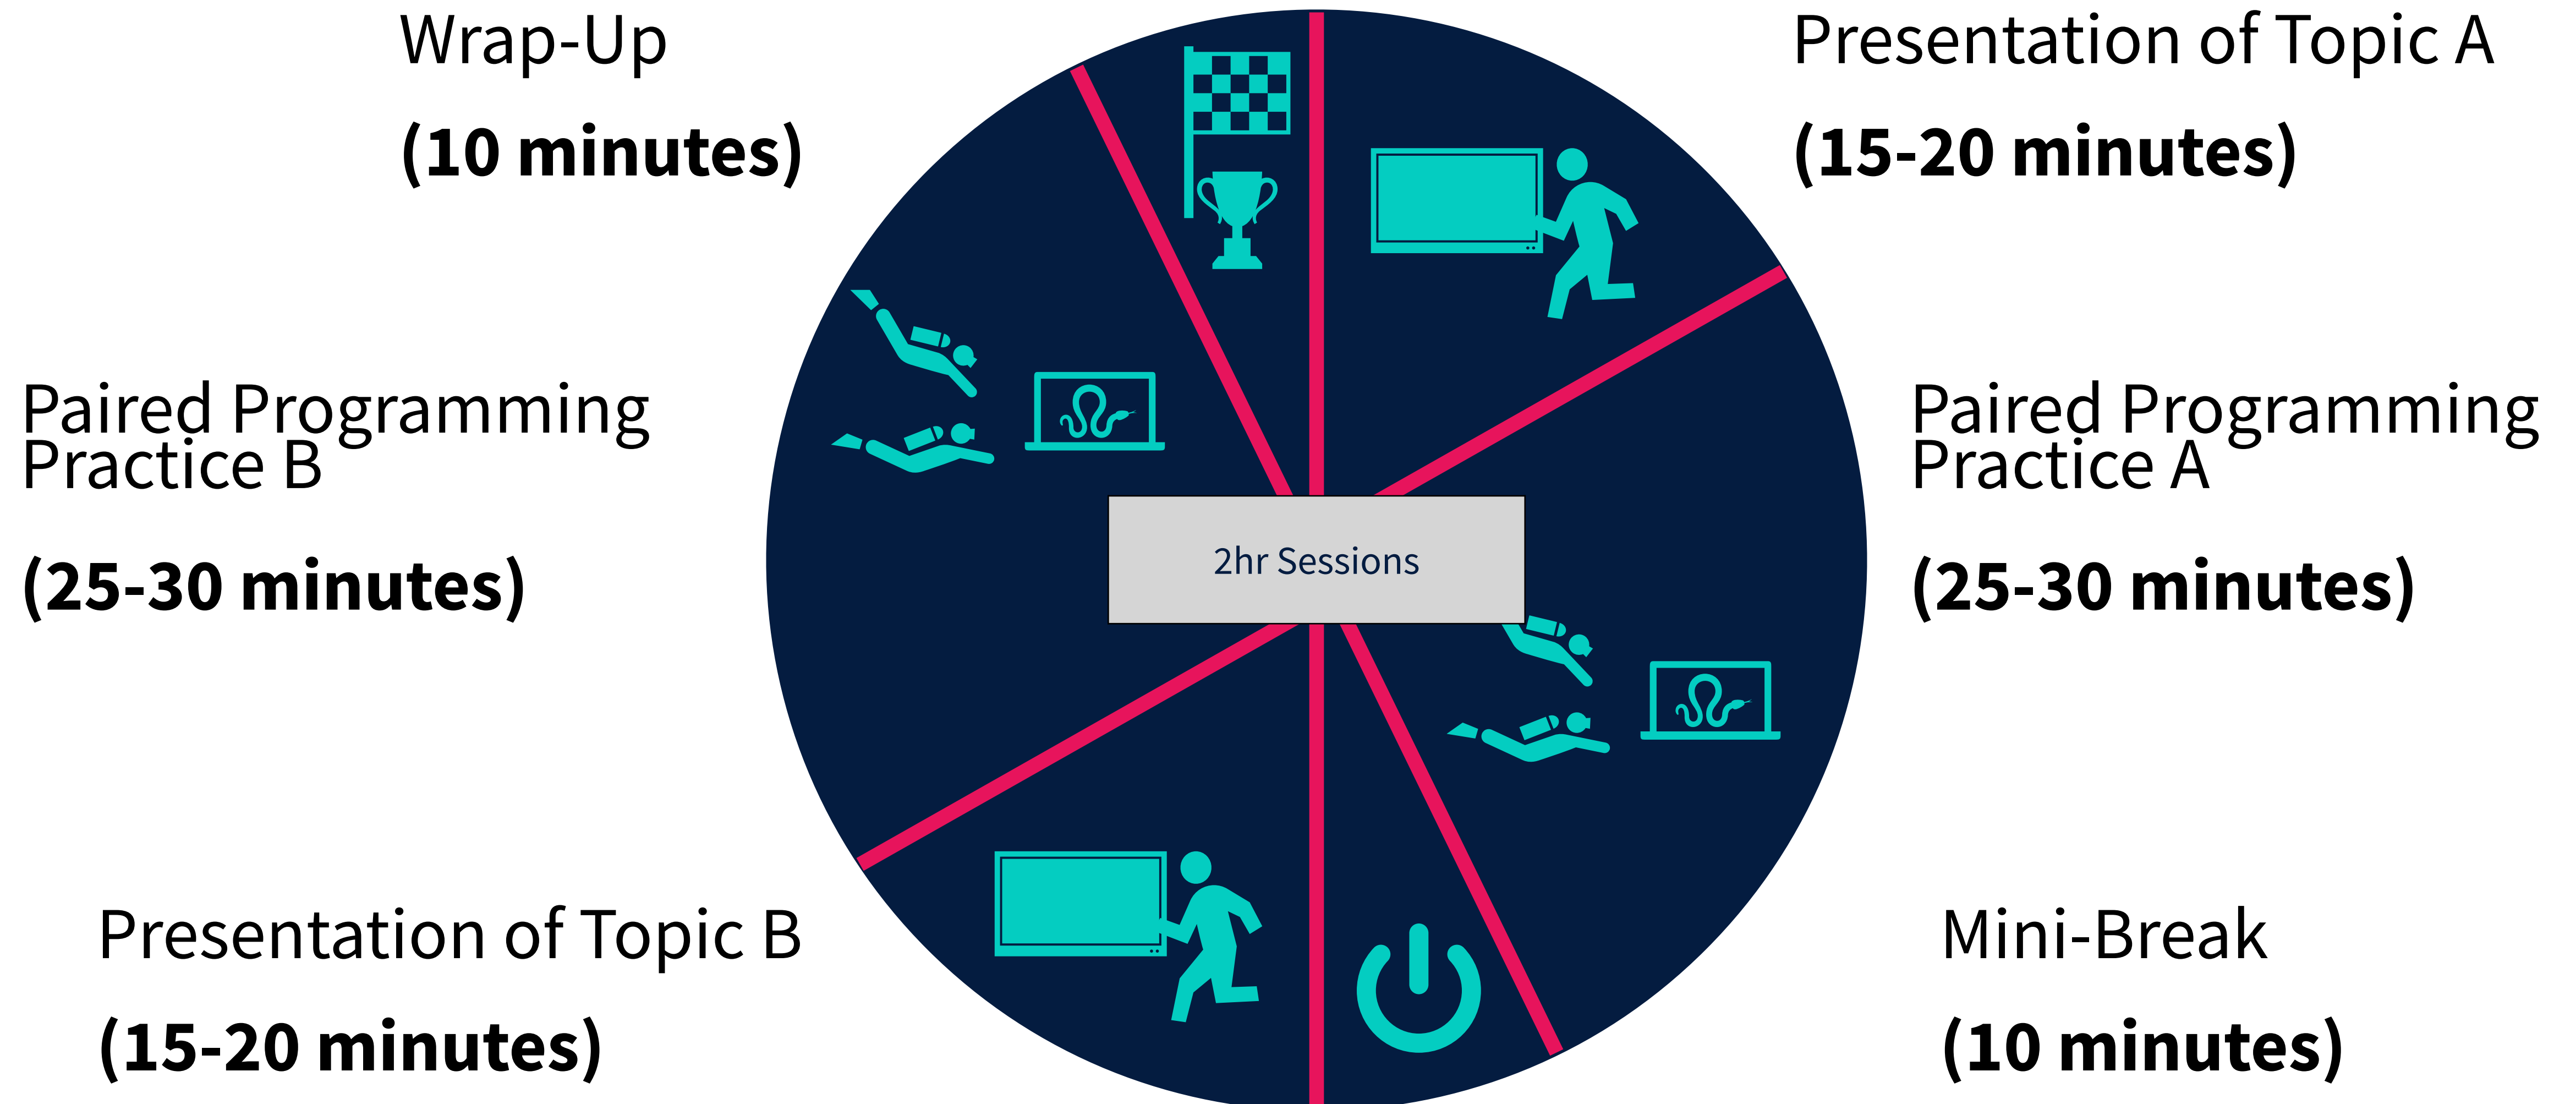 Wrap-Up
(10 minutes)
Presentation of Topic A
(15-20 minutes)
Paired Programming
Practice B
(25-30 minutes)
2hr Sessions
Paired Programming
Practice A
(25-30 minutes)
Presentation of Topic B
(15-20 minutes)
Mini-Break
(10 minutes)